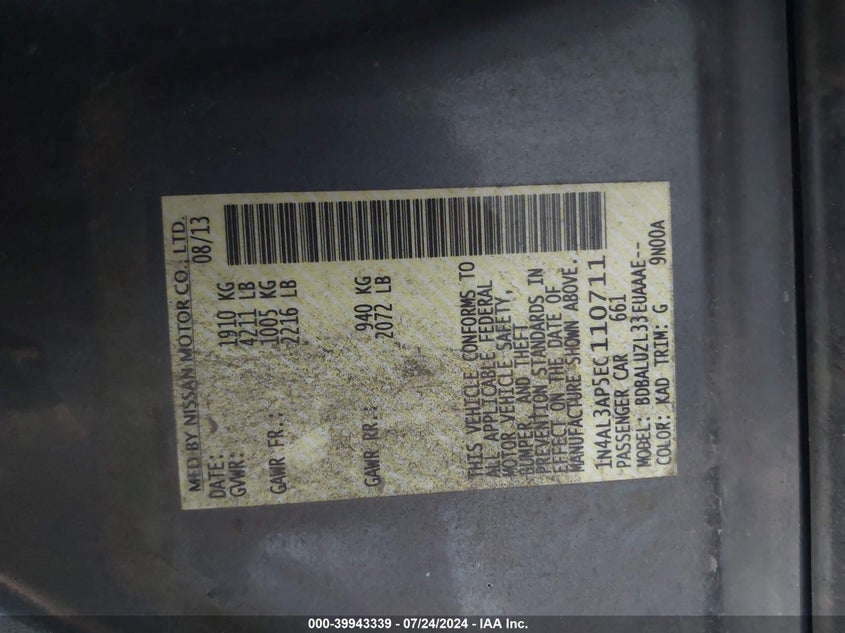 MFD BY NISSAN MOTOR CO., LTD.
DATE: 08/13
GVWR: 1910 KG
4211 LB
GAWR FR.: 1005 KG
2216 LB
GAWR RR.: 940 KG
2072 LB
THIS VEHICLE CONFORMS TO
ALL APPLICABLE FEDERAL
MOTOR VEHICLE SAFETY,
BUMPER, AND THEFT
PREVENTION STANDARDS IN
EFFECT ON THE DATE OF
MANUFACTURE SHOWN ABOVE.
1N4AL3AP5EC110711
PASSENGER CAR 661
MODEL: BDBALUZL33EUAAAE--
COLOR: KAD TRIM: G 9N00A
000-39943339 / 07/24/2024 - IAA Inc.